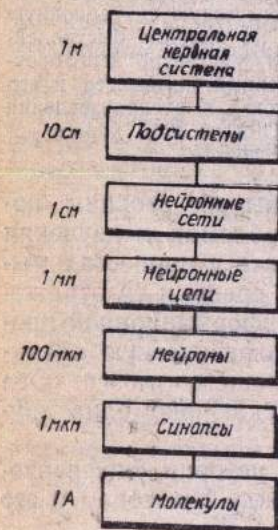 1 м
Центральная
нервная
система
10 см
Подсистемы
1 см
Нейронные
сети
1 мм
Нейронные
цепи
100 мкм
Нейроны
1 мкм
Синапсы
1 А
Молекулы